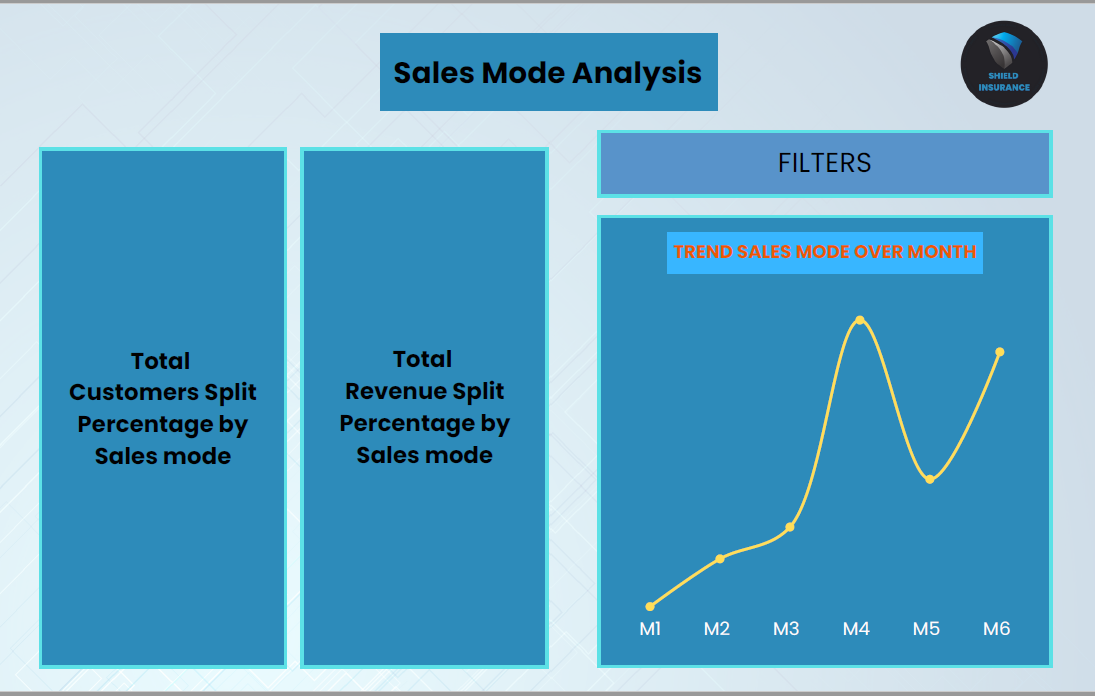 Sales Mode Analysis
SHIELD
INSURANCE
FILTERS
Total
Customers Split
Percentage by
Sales mode
Total
Revenue Split
Percentage by
Sales mode
TREND SALES MODE OVER MONTH
M1 M2 M3 M4 M5 M6